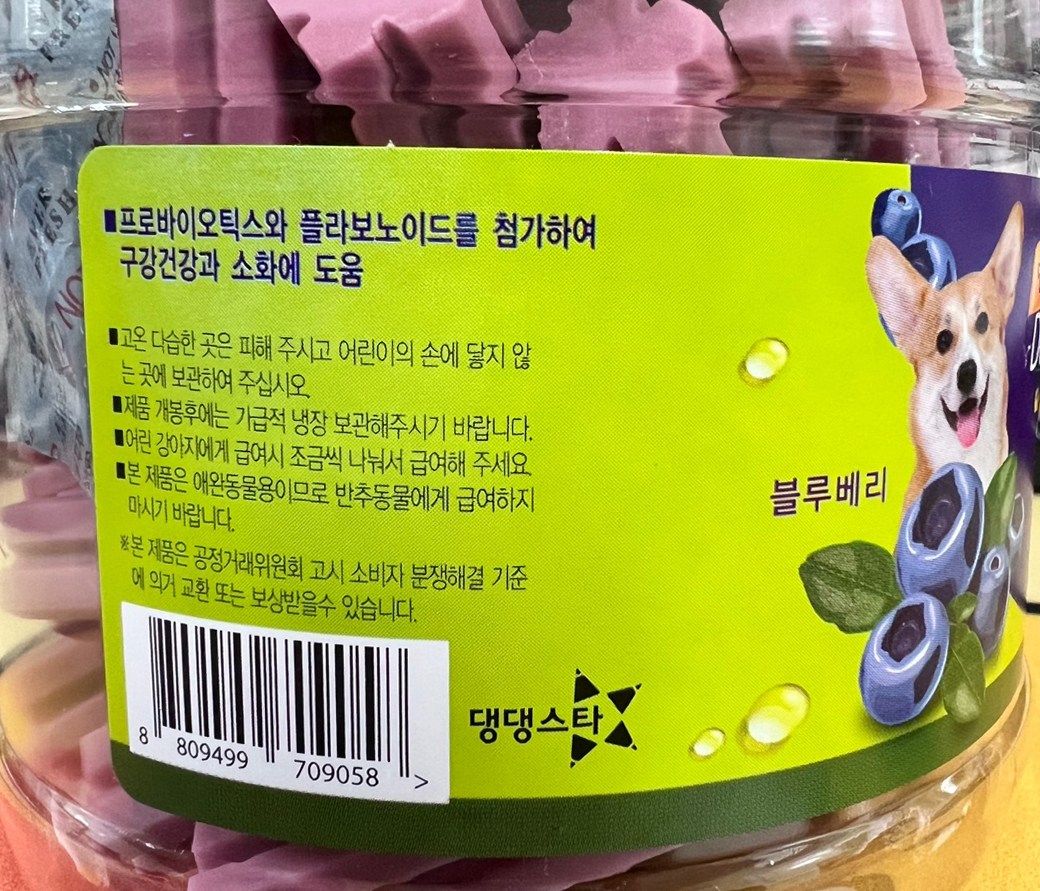 ■프로바이오틱스와 플라보노이드를 첨가하여
구강건강과 소화에 도움
■고온 다습한 곳은 피해 주시고 어린이의 손에 닿지 않
는 곳에 보관하여 주십시오.
■제품 개봉후에는 가급적 냉장 보관해주시기 바랍니다.
■어린 강아지에게 급여시 조금씩 나눠서 급여해 주세요.
■본 제품은 애완동물용이므로 반추동물에게 급여하지
마시기 바랍니다.
※본 제품은 공정거래위원회 고시 소비자 분쟁해결 기준
에 의거 교환 또는 보상받을수 있습니다.
블루베리
댕댕스타
8 809499 709058 >